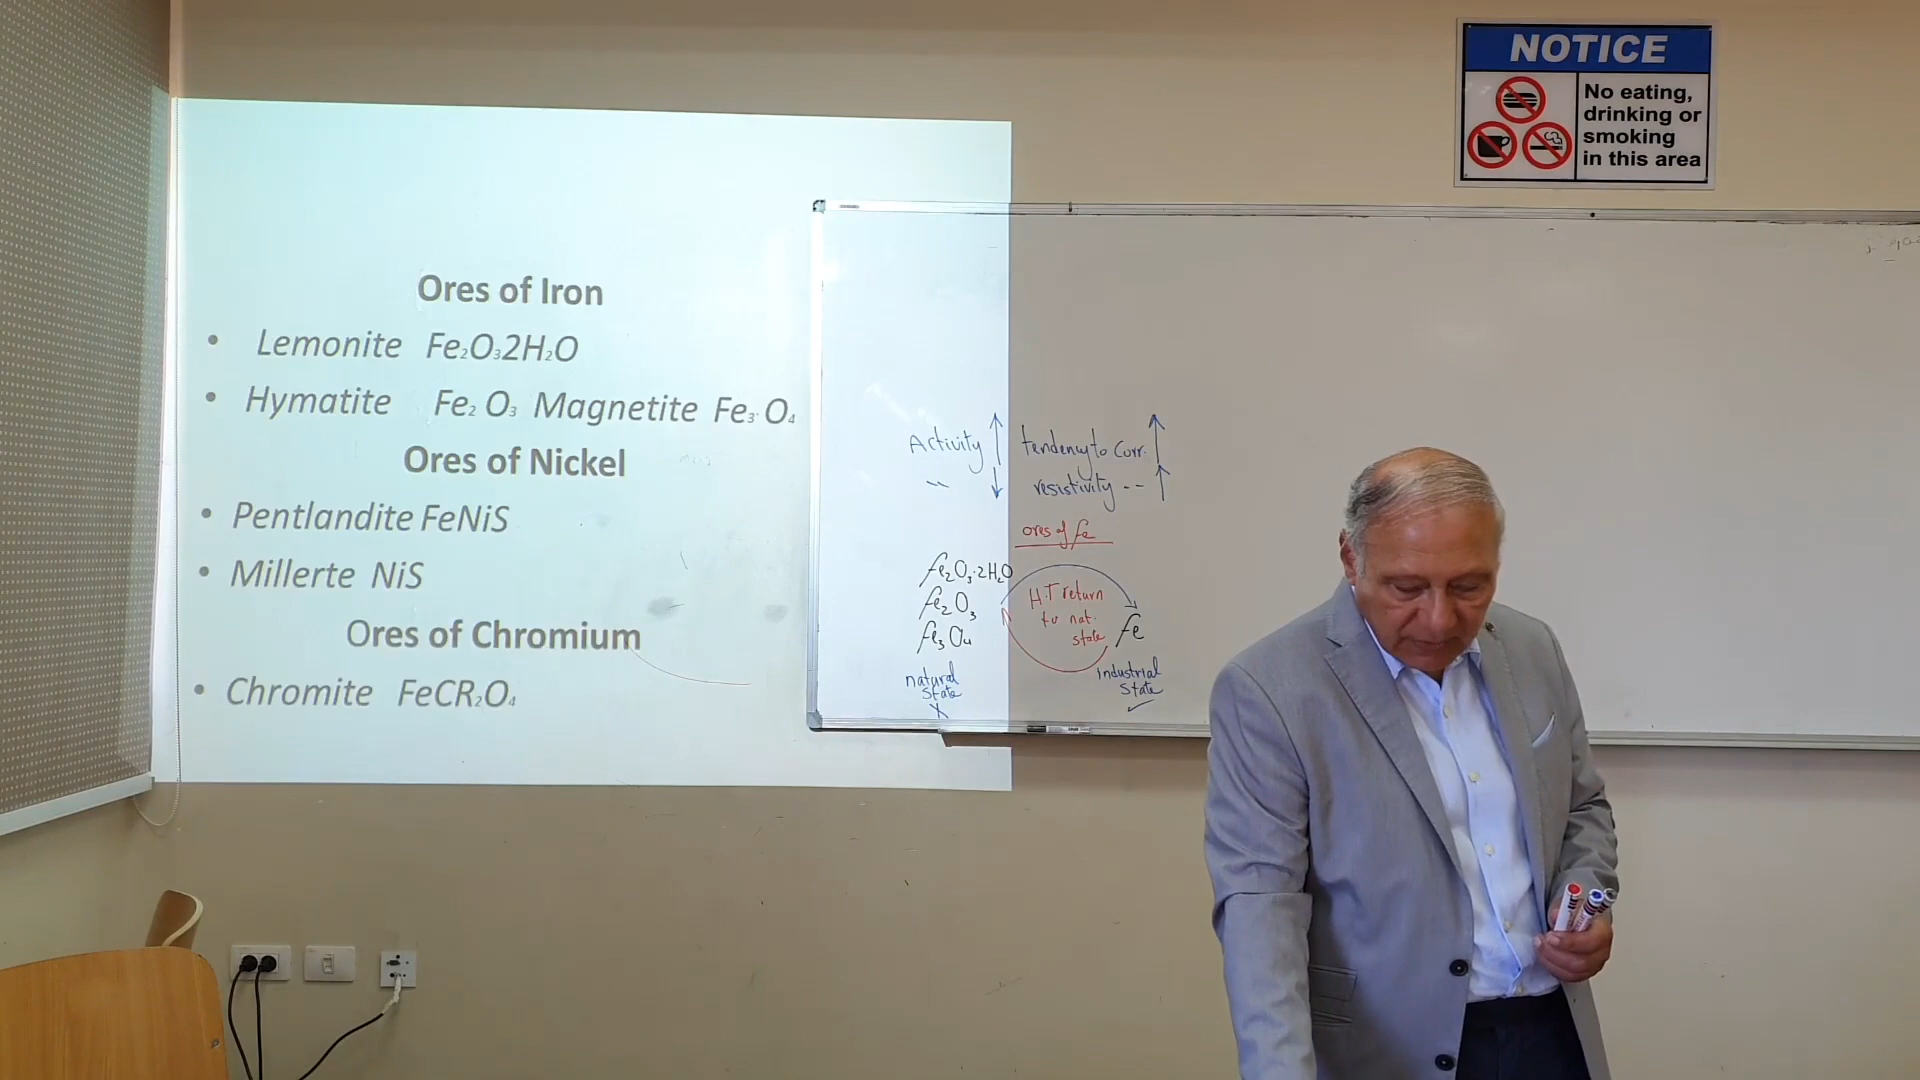 NOTICE
No eating,
drinking or
smoking
in this area
Ores of Iron
• Lemonite Fe₂O₃2H₂O
• Hymatite Fe₂ O₃ Magnetite Fe₃ O₄
Ores of Nickel
• Pentlandite FeNiS
• Millerte NiS
Ores of Chromium
• Chromite FeCR₂O₄
Activity ↑ tendency to Corr. ↑
〃 ↓ resistivity -- ↑
ores of Fe
Fe₂O₃·2H₂O
Fe₂O₃
Fe₃O₄
natural
state
X
H.T return
to nat.
state
Fe
industrial
state
✓